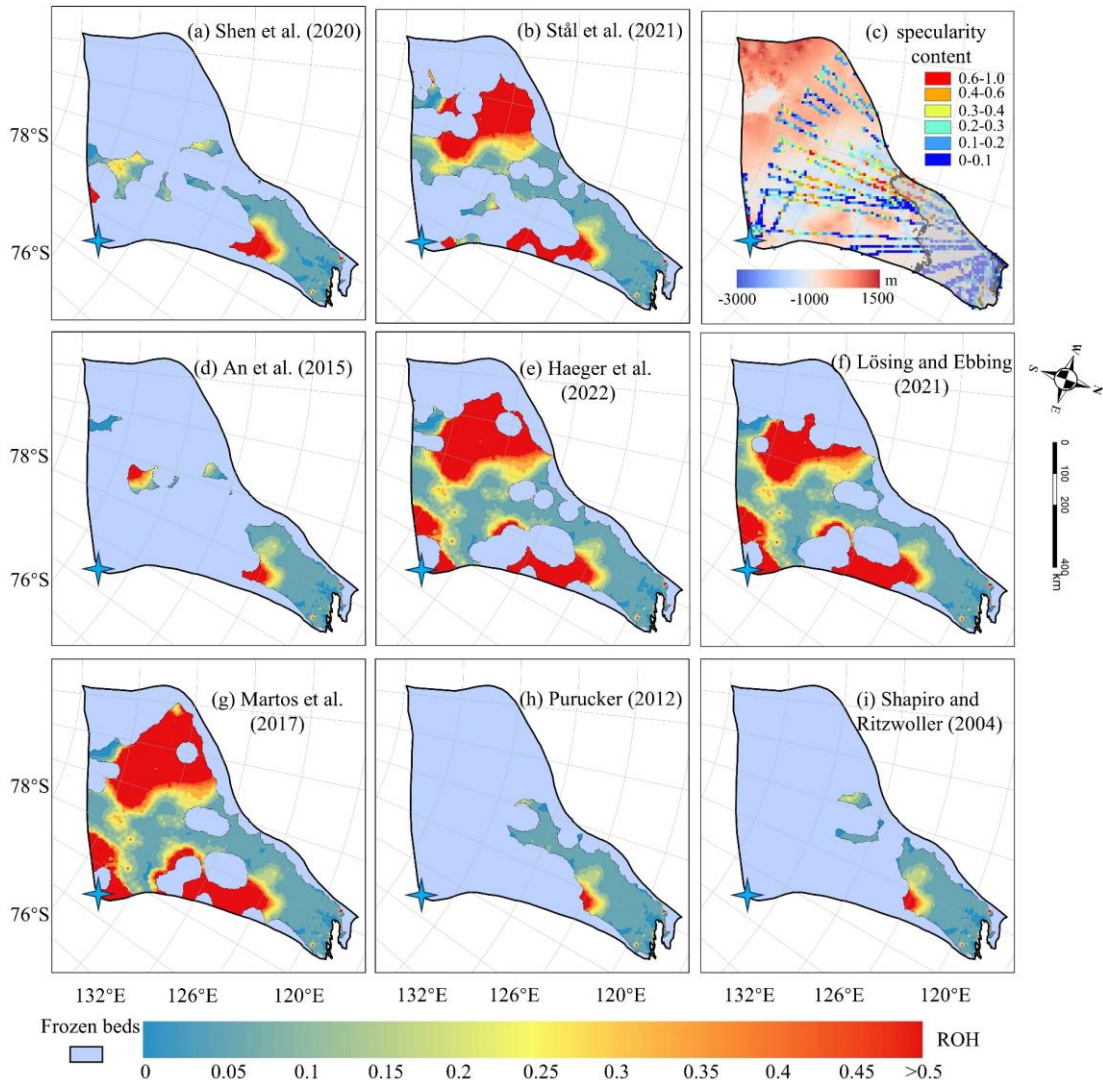 (a) Shen et al. (2020)
(b) Stål et al. (2021)
(c) specularity
content
0.6-1.0
0.4-0.6
0.3-0.4
0.2-0.3
0.1-0.2
0-0.1
78°S
76°S
m
-3000 -1000 1500
(d) An et al. (2015)
(e) Haeger et al.
(2022)
(f) Lösing and Ebbing
(2021)
78°S
76°S
W
S
N
E
0
100
200
400
km
(g) Martos et al.
(2017)
(h) Purucker (2012)
(i) Shapiro and
Ritzwoller (2004)
78°S
76°S
132°E 126°E 120°E 132°E 126°E 120°E 132°E 126°E 120°E
Frozen beds
ROH
0 0.05 0.1 0.15 0.2 0.25 0.3 0.35 0.4 0.45 >0.5